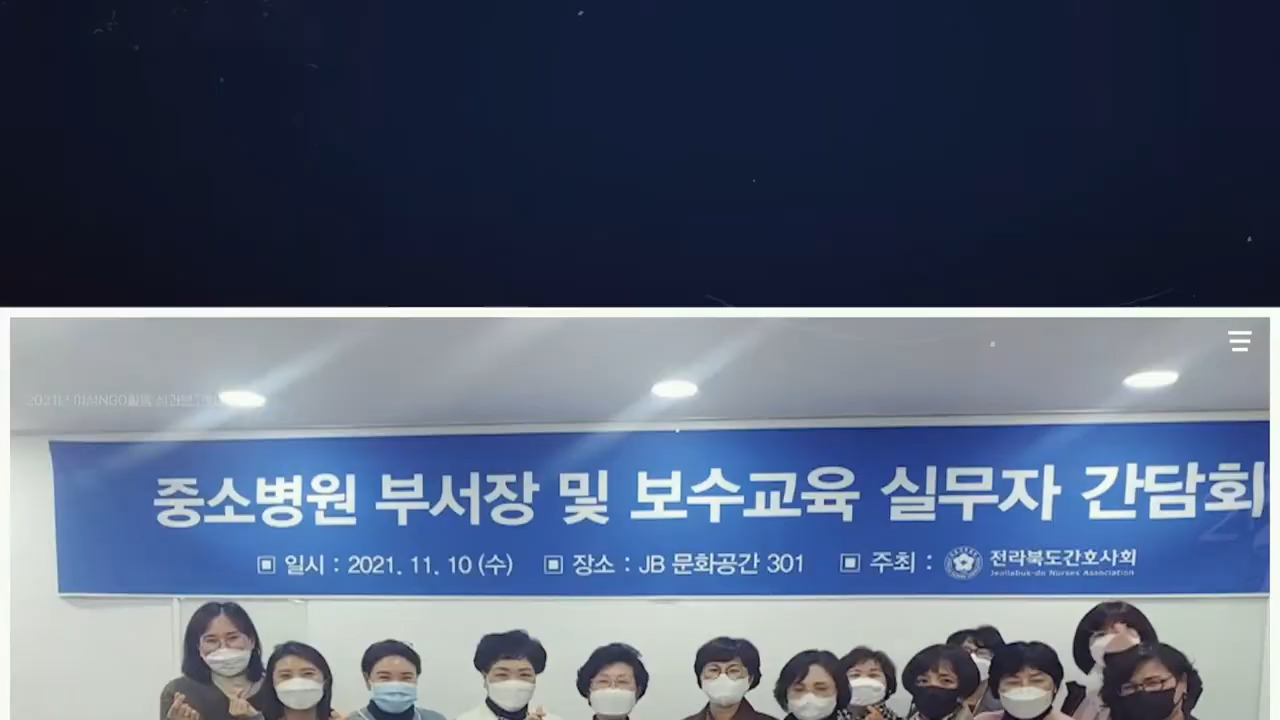 중소병원 부서장 및 보수교육 실무자 간담회
▣ 일시 : 2021. 11. 10 (수) ▣ 장소 : JB 문화공간 301 ▣ 주최 : 전라북도간호사회
Jeollabuk-do Nurses Association